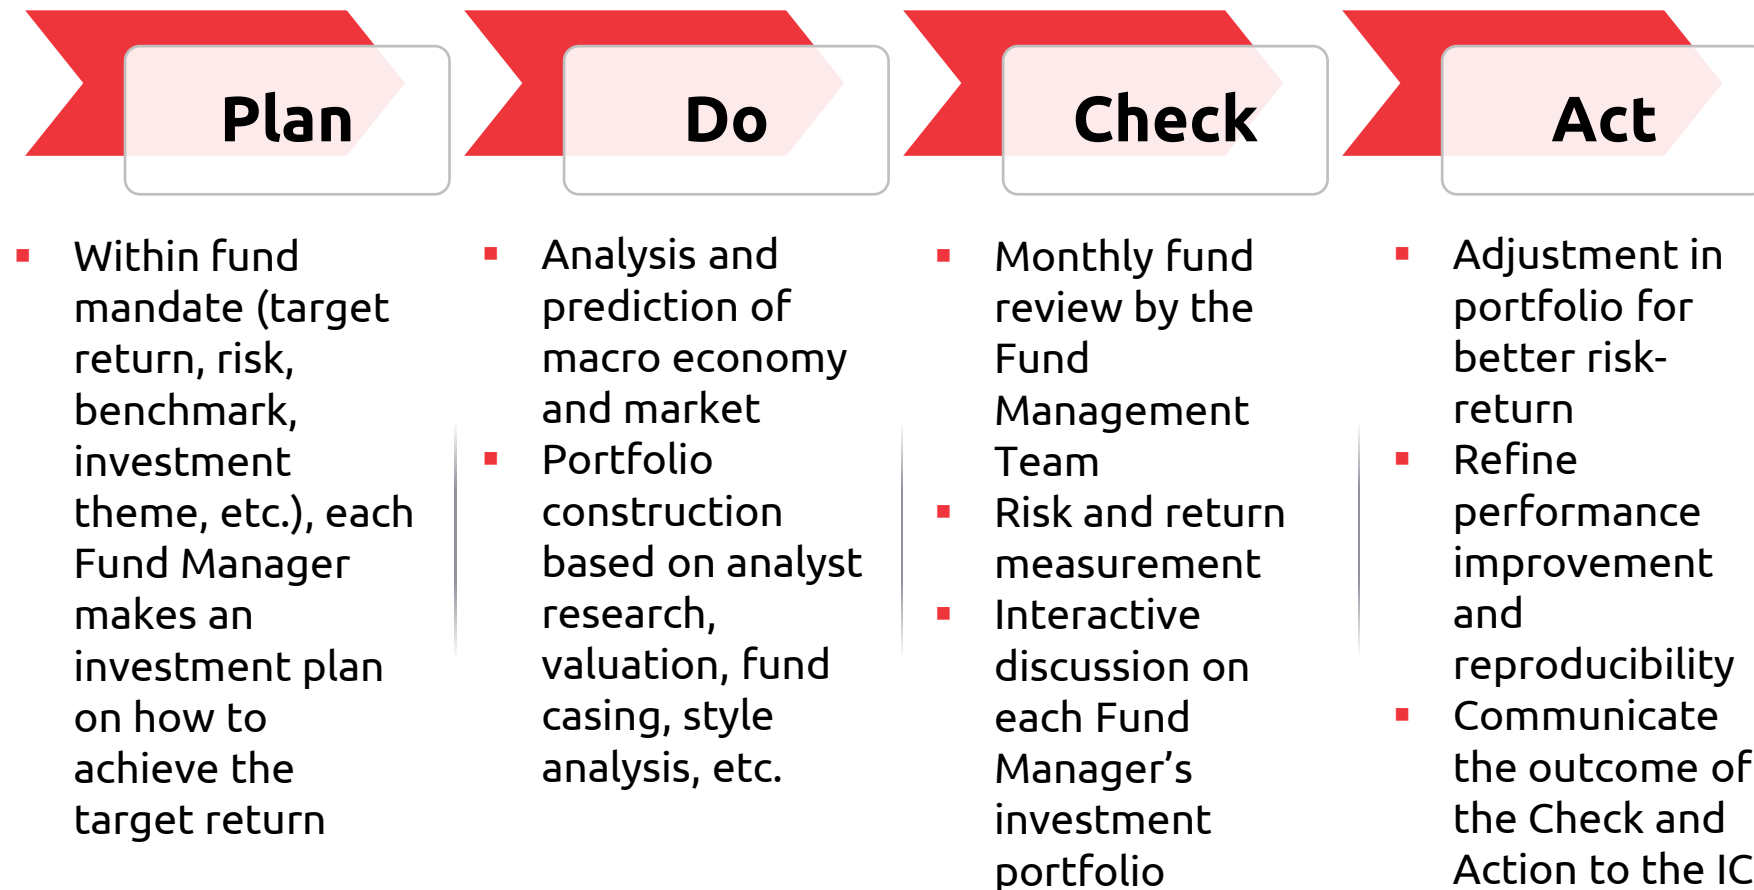 Plan
Do
Check
Act
Within fund
mandate (target
return, risk,
benchmark,
investment
theme, etc.), each
Fund Manager
makes an
investment plan
on how to
achieve the
target return
Analysis and
prediction of
macro economy
and market
Portfolio
construction
based on analyst
research,
valuation, fund
casing, style
analysis, etc.
Monthly fund
review by the
Fund
Management
Team
Risk and return
measurement
Interactive
discussion on
each Fund
Manager’s
investment
portfolio
Adjustment in
portfolio for
better risk-
return
Refine
performance
improvement
and
reproducibility
Communicate
the outcome of
the Check and
Action to the IC